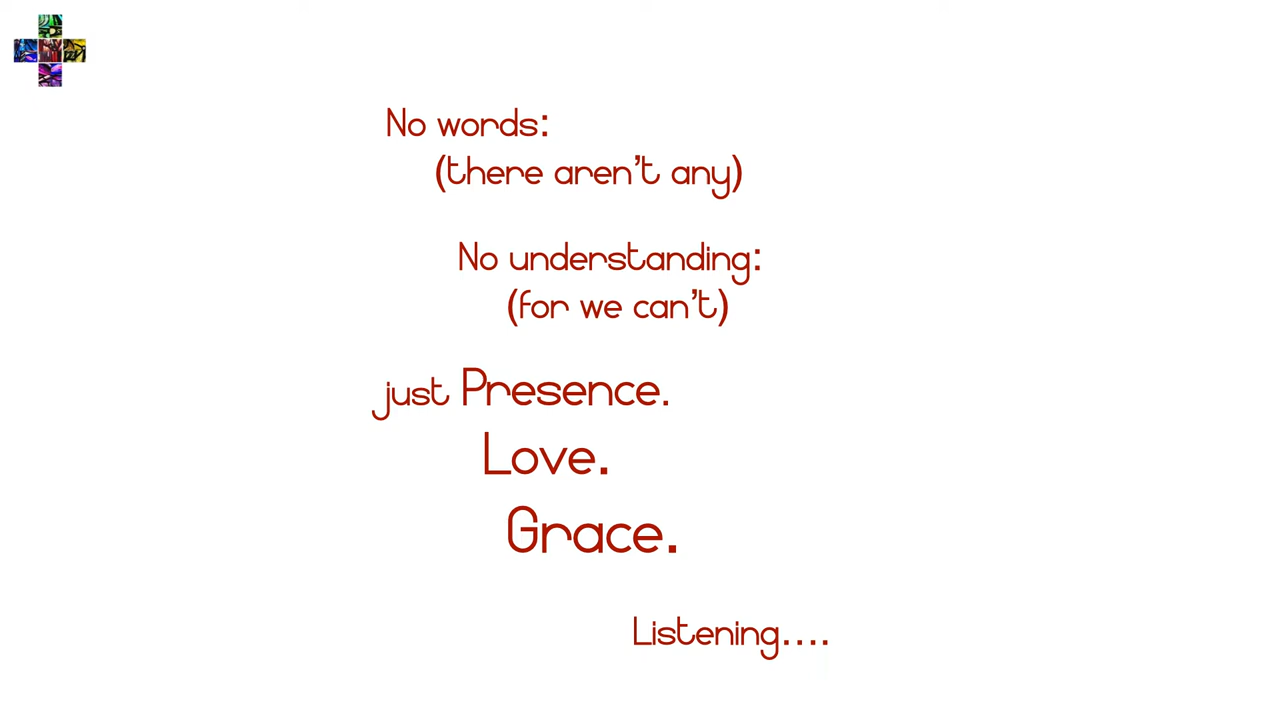 No words:
(there aren't any)
No understanding:
(for we can't)
just Presence.
Love.
Grace.
Listening....